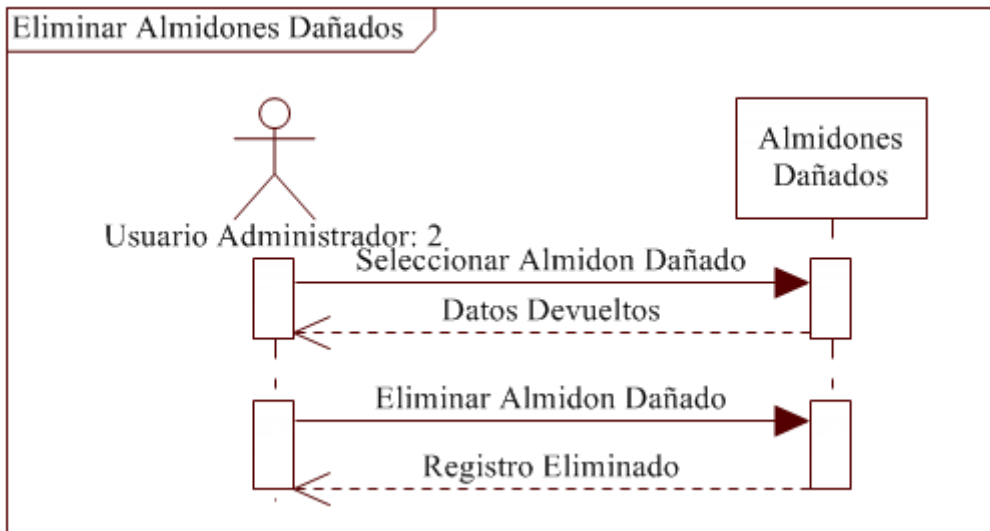 Eliminar Almidones Dañados
Almidones
Dañados
Usuario Administrador: 2
Seleccionar Almidon Dañado
Datos Devueltos
Eliminar Almidon Dañado
Registro Eliminado